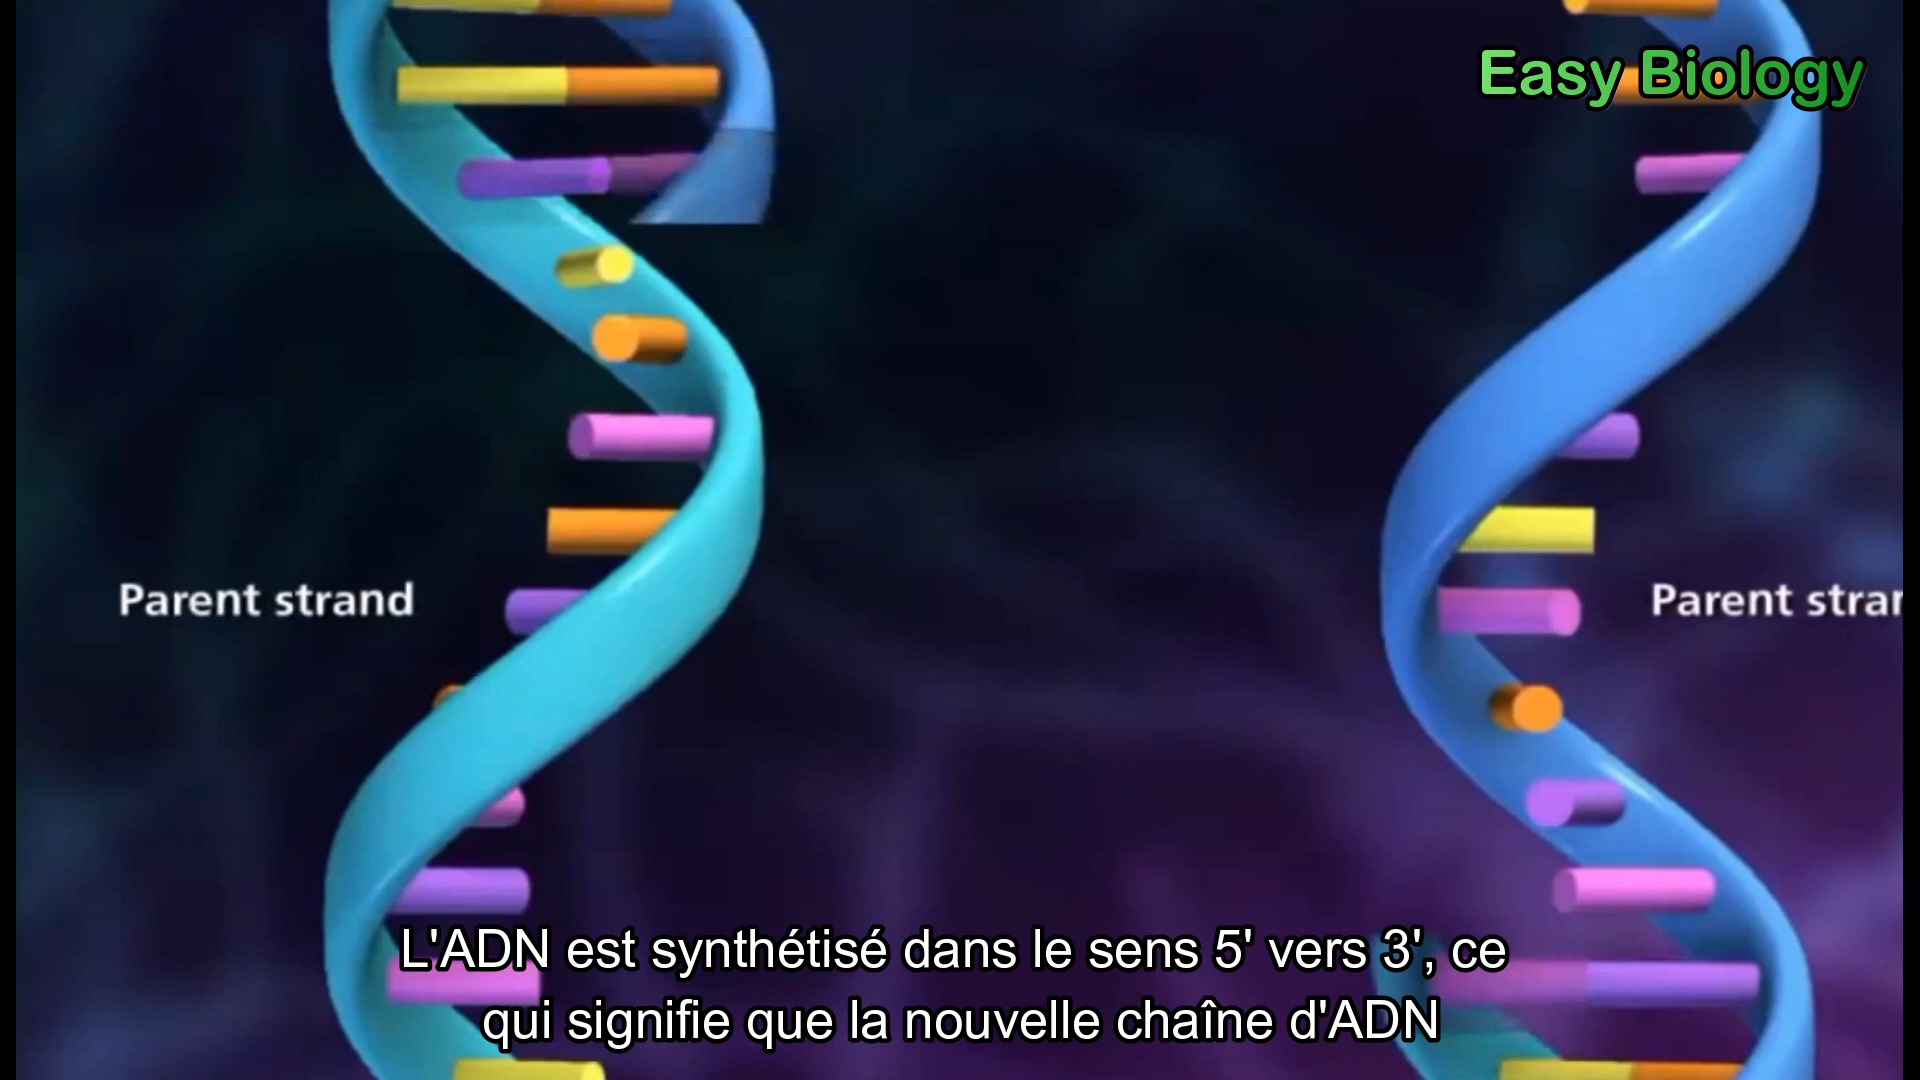 Easy Biology
Parent strand
Parent
L'ADN est synthétisé dans le sens 5' vers 3', ce
qui signifie que la nouvelle chaîne d'ADN